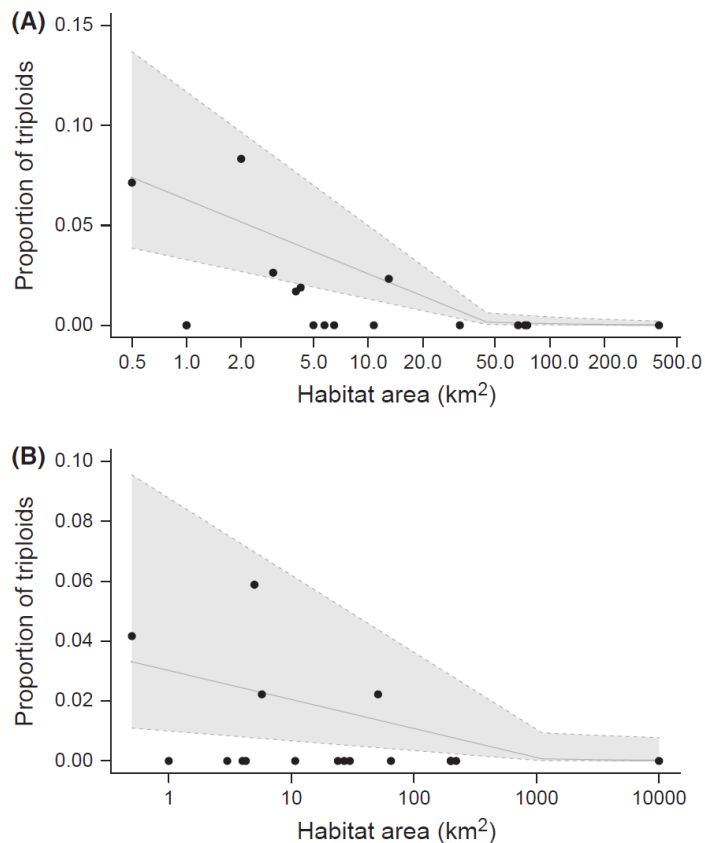 (A)
0.15
0.10
0.05
0.00
Proportion of triploids
0.5 1.0 2.0 5.0 10.0 20.0 50.0 100.0 200.0 500.0
Habitat area (km²)
(B)
0.10
0.08
0.06
0.04
0.02
0.00
Proportion of triploids
1 10 100 1000 10000
Habitat area (km²)